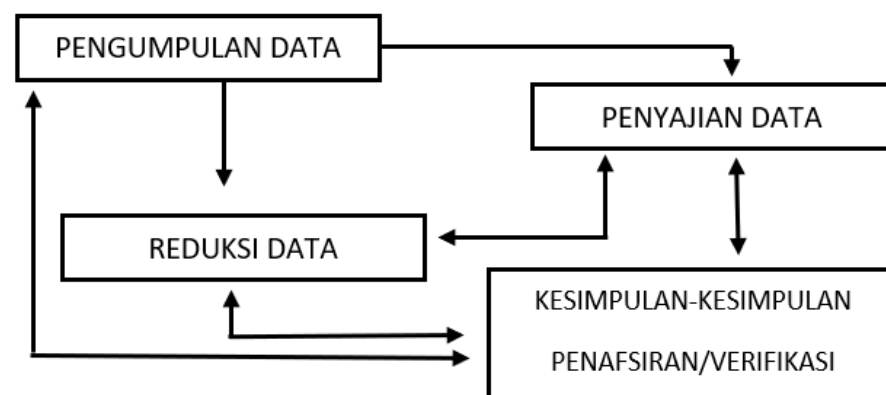 PENGUMPULAN DATA
PENYAJIAN DATA
REDUKSI DATA
KESIMPULAN-KESIMPULAN
PENAFSIRAN/VERIFIKASI